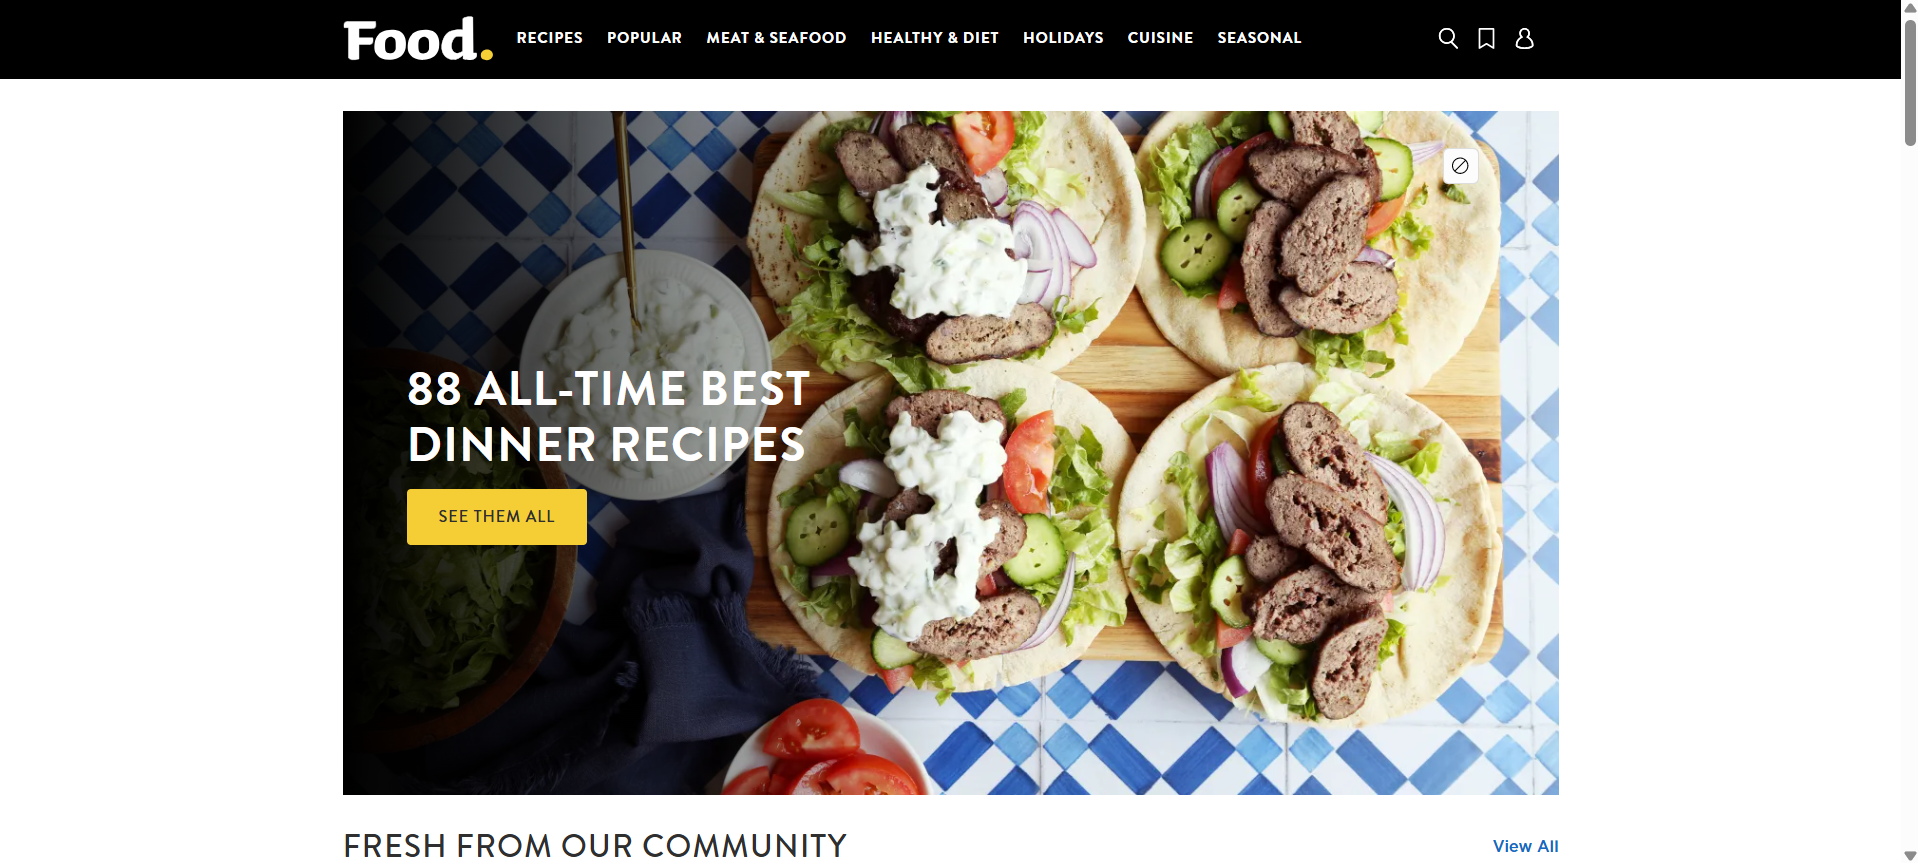 Food.
RECIPES
POPULAR
MEAT & SEAFOOD
HEALTHY & DIET
HOLIDAYS
CUISINE
SEASONAL
88 ALL-TIME BEST
DINNER RECIPES
SEE THEM ALL
FRESH FROM OUR COMMUNITY
View All